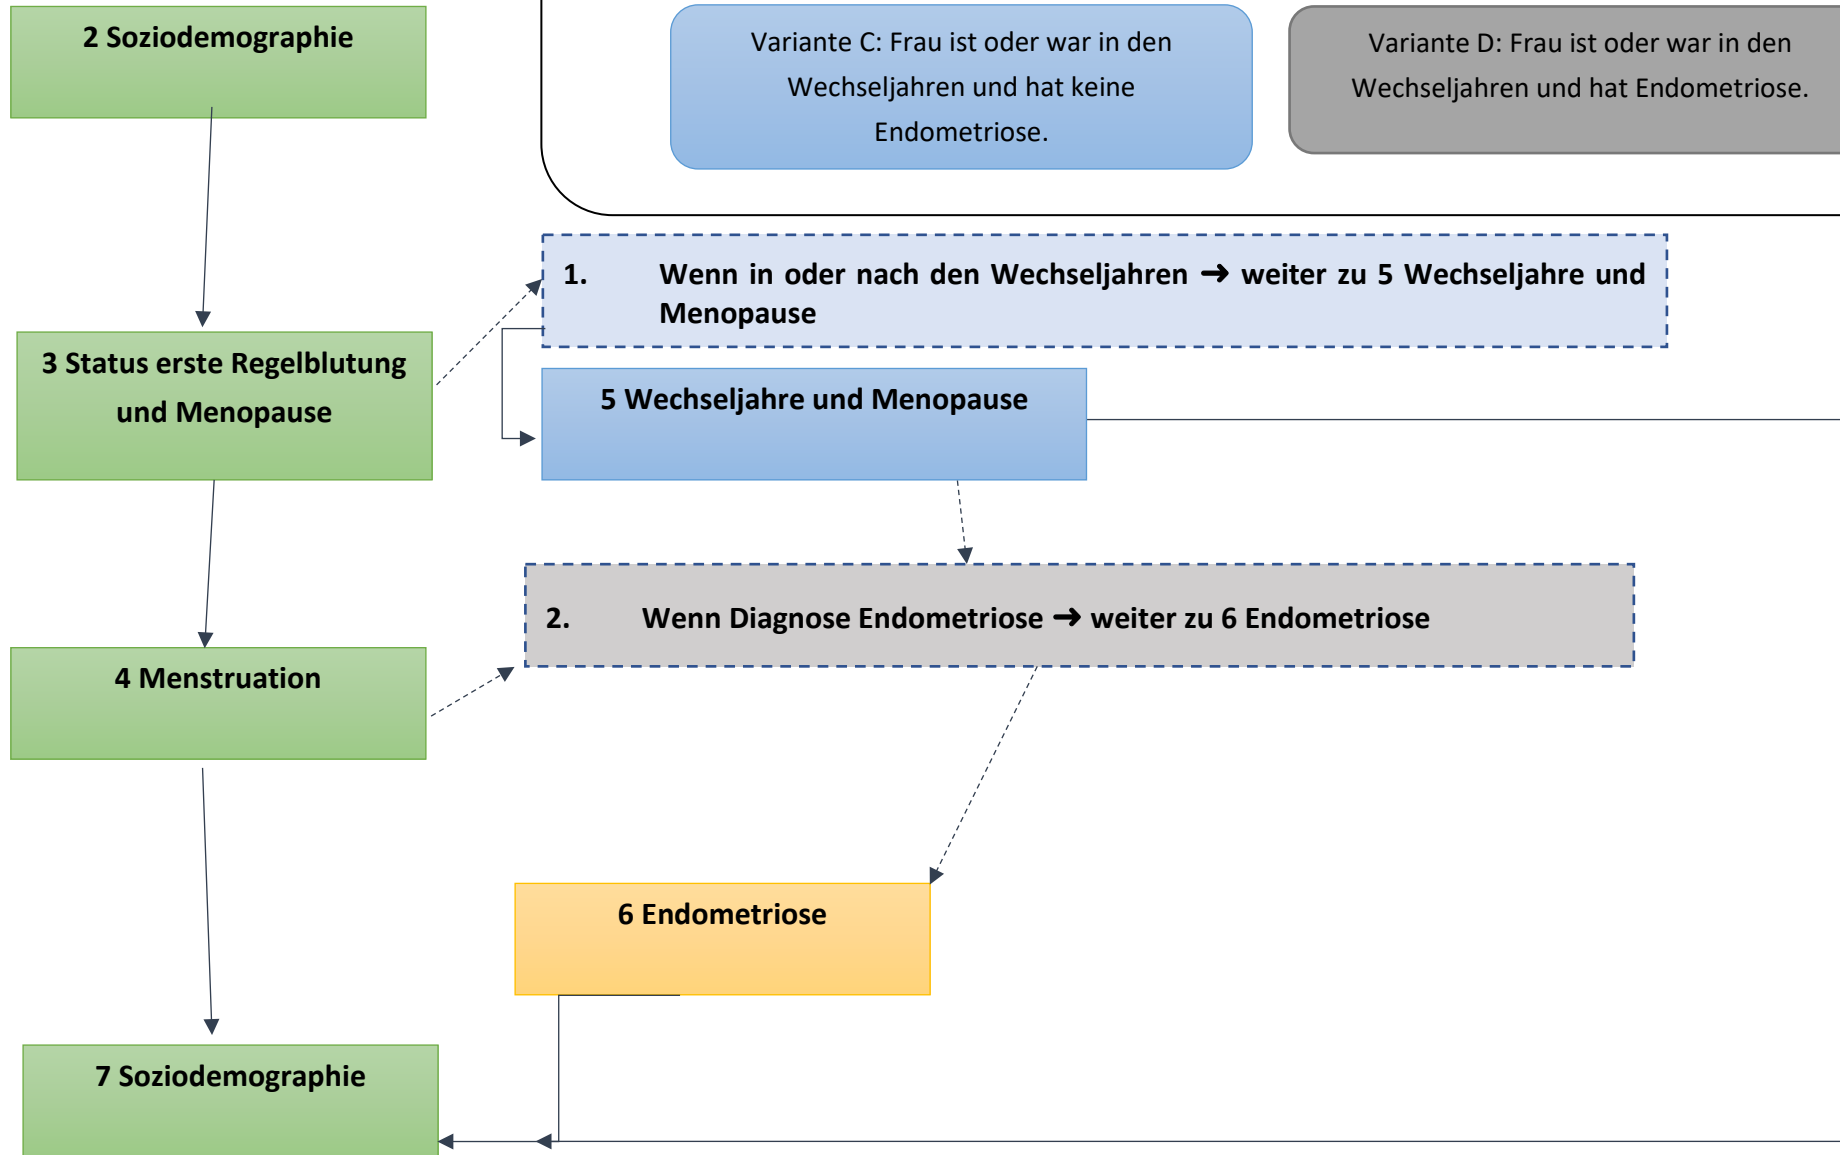 2 Soziodemographie
Variante C: Frau ist oder war in den
Wechseljahren und hat keine
Endometriose.
Variante D: Frau ist oder war in den
Wechseljahren und hat Endometriose.
1. Wenn in oder nach den Wechseljahren → weiter zu 5 Wechseljahre und
Menopause
3 Status erste Regelblutung
und Menopause
5 Wechseljahre und Menopause
2. Wenn Diagnose Endometriose → weiter zu 6 Endometriose
4 Menstruation
6 Endometriose
7 Soziodemographie